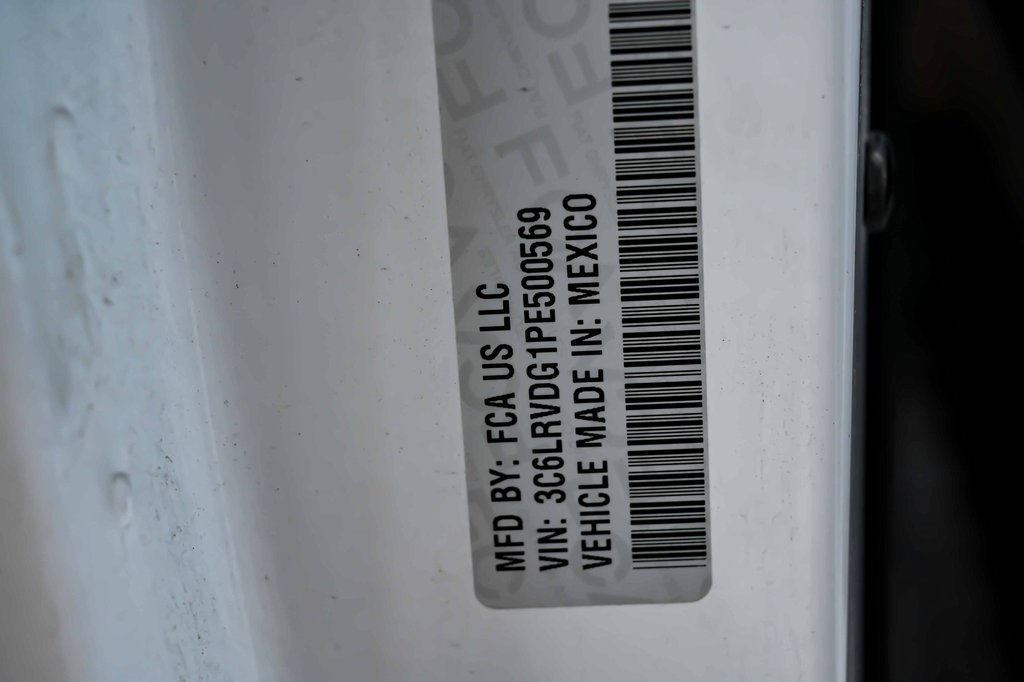 MFD BY: FCA US LLC
VIN: 3C6LRVDG1PE500569
VEHICLE MADE IN: MEXICO